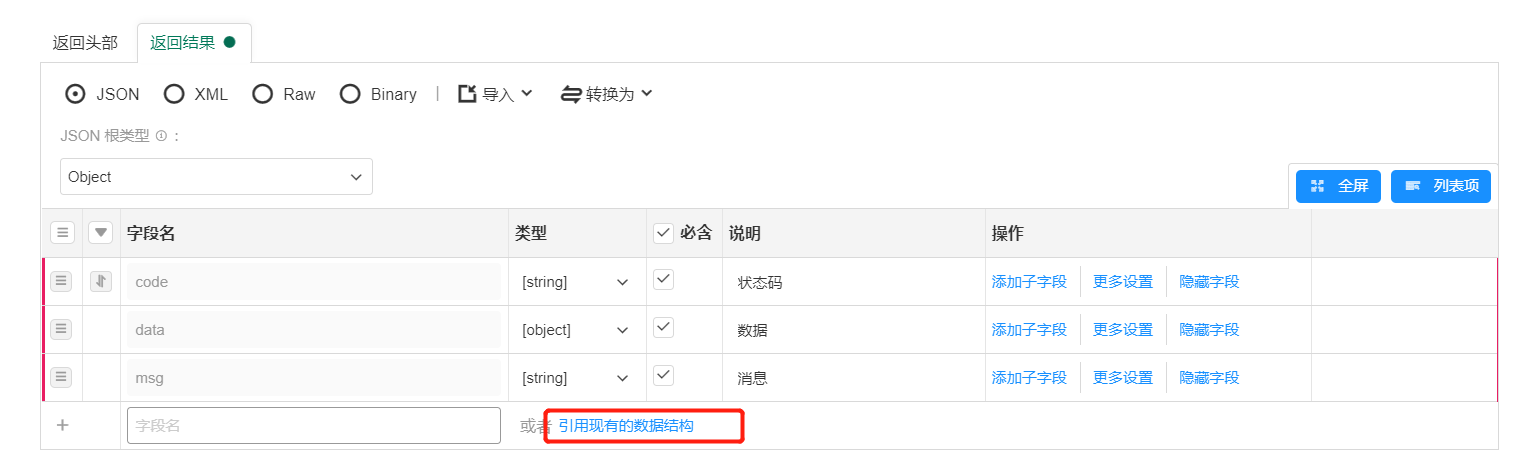 返回头部 返回结果
JSON XML Raw Binary | 导入 转换为
JSON 根类型 :
Object
全屏 列表项
字段名 类型 必含 说明 操作
code [string] 状态码 添加子字段 更多设置 隐藏字段
data [object] 数据 添加子字段 更多设置 隐藏字段
msg [string] 消息 添加子字段 更多设置 隐藏字段
+ 字段名 或者 引用现有的数据结构